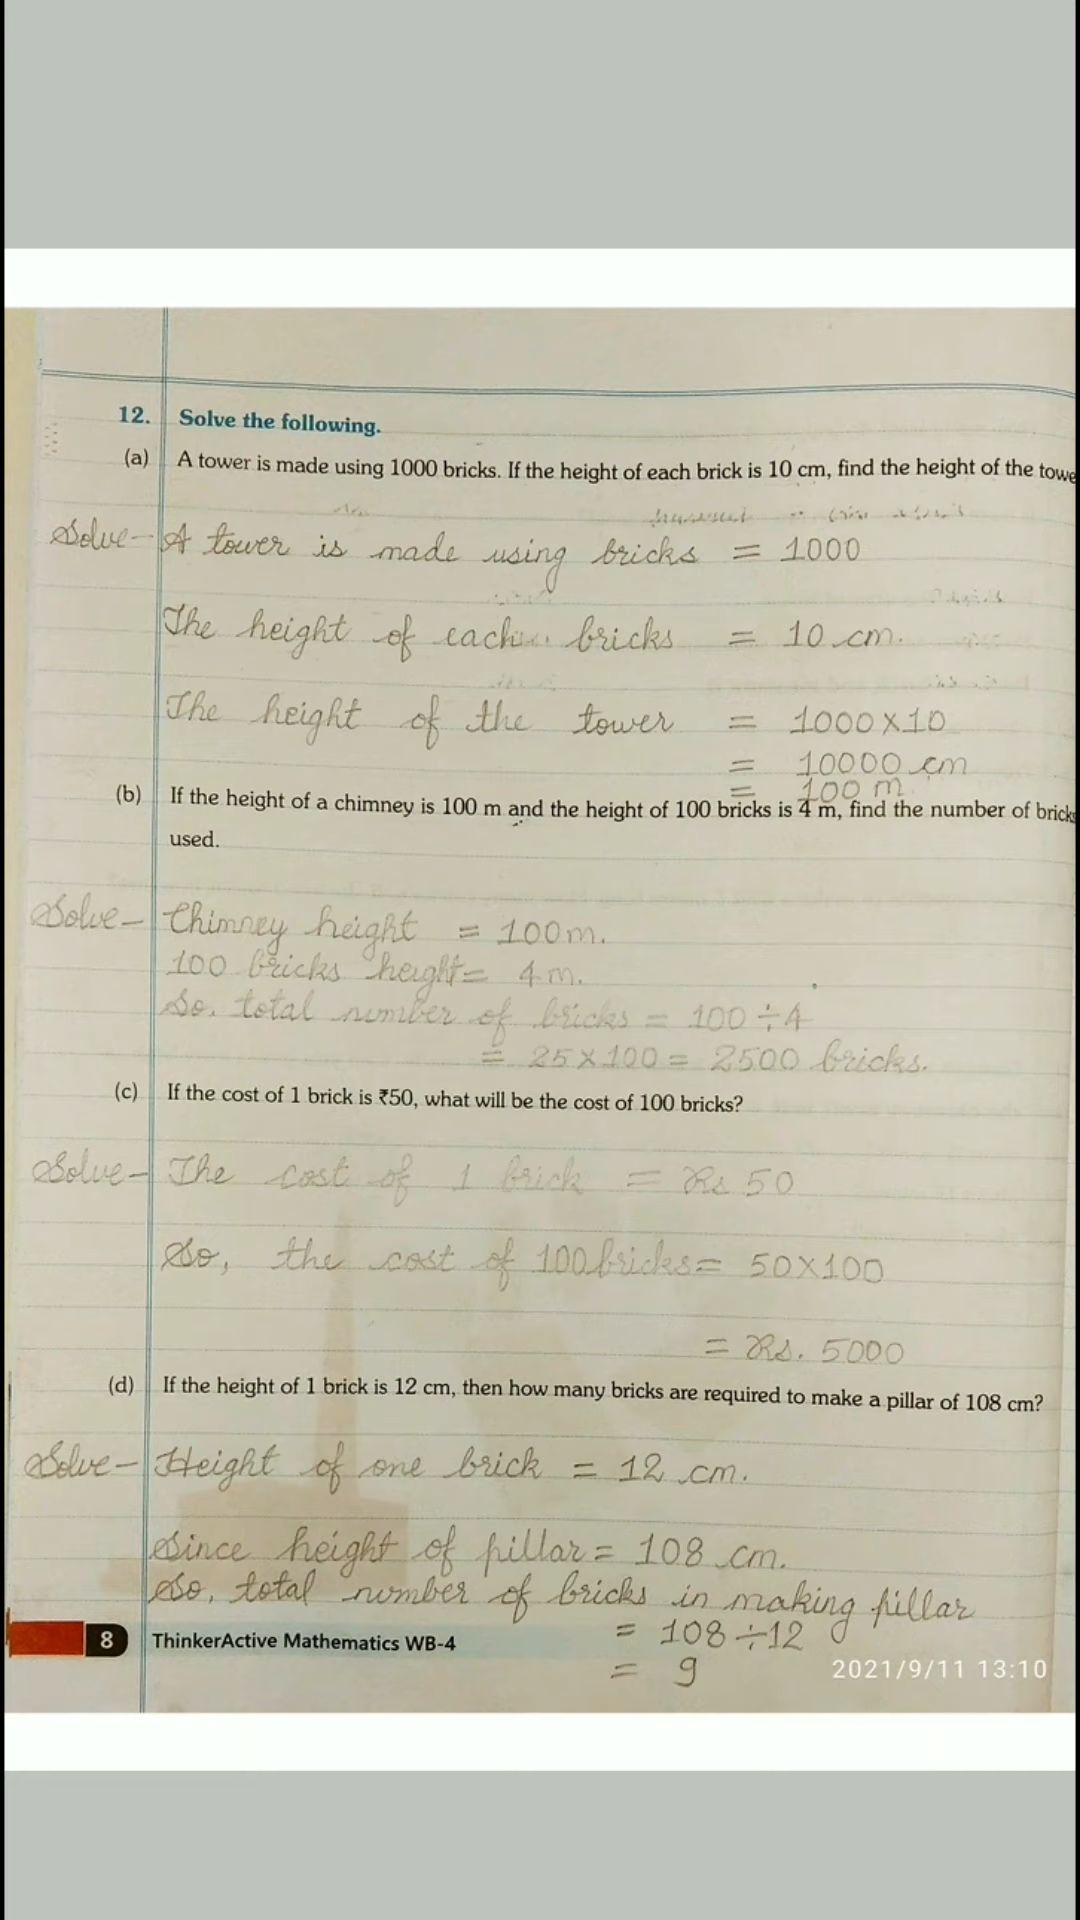 12. Solve the following.
(a) A tower is made using 1000 bricks. If the height of each brick is 10 cm, find the height of the towe
Solve- A tower is made using bricks = 1000
The height of each bricks = 10 cm.
The height of the tower = 1000 x 10
= 10000 cm
= 100 m
(b) If the height of a chimney is 100 m and the height of 100 bricks is 4 m, find the number of bricks
used.
Solve- Chimney height = 100 m.
100 bricks height = 4 m.
So, total number of bricks = 100 ÷ 4
= 25 x 100 = 2500 bricks.
(c) If the cost of 1 brick is ₹50, what will be the cost of 100 bricks?
Solve- The cost of 1 brick = Rs 50
So, the cost of 100 bricks = 50 x 100
= Rs. 5000
(d) If the height of 1 brick is 12 cm, then how many bricks are required to make a pillar of 108 cm?
Solve- Height of one brick = 12 cm.
Since height of pillar = 108 cm.
So, total number of bricks in making pillar
= 108 ÷ 12
= 9
8 ThinkerActive Mathematics WB-4
2021/9/11 13:10